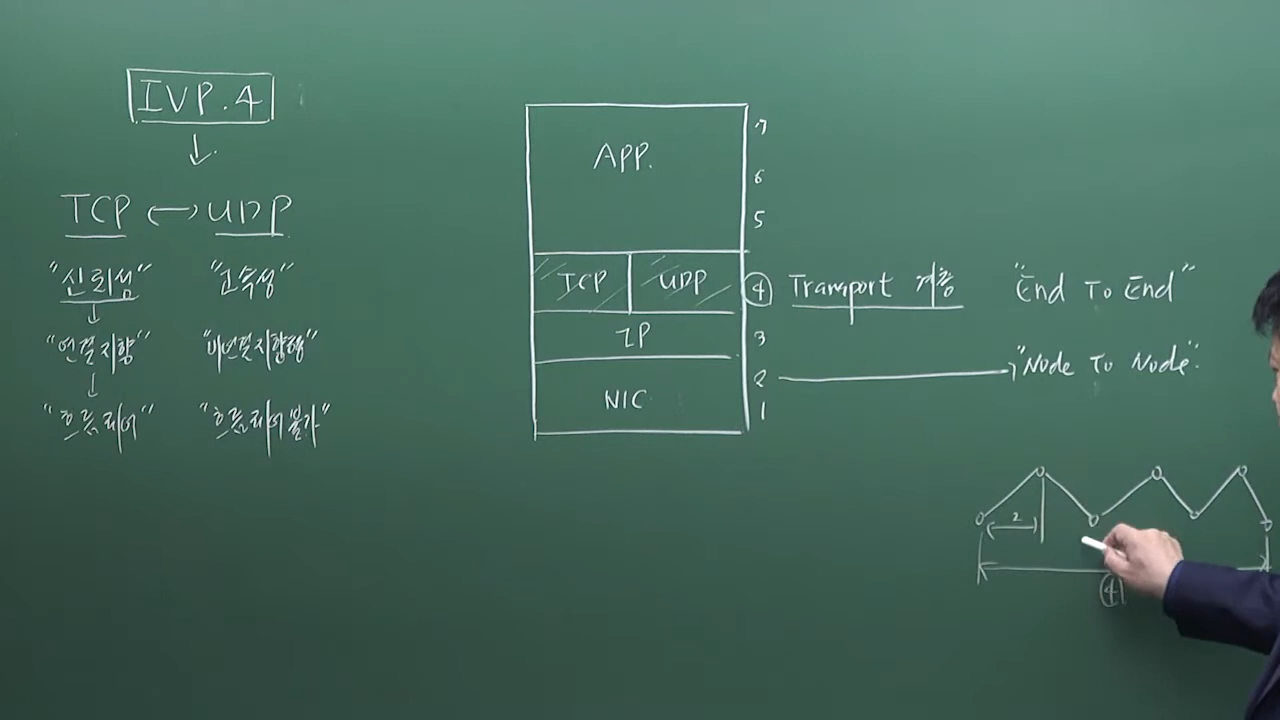 IVP.4
TCP ↔ UDP
"신뢰성" "고속성"
"연결지향" "비연결지향형"
"흐름제어" "흐름제어불가"
APP.
7
6
5
TCP UDP ④ Transport 계층 "End To End"
IP 3
2 "Node To Node"
NIC 1
2
④